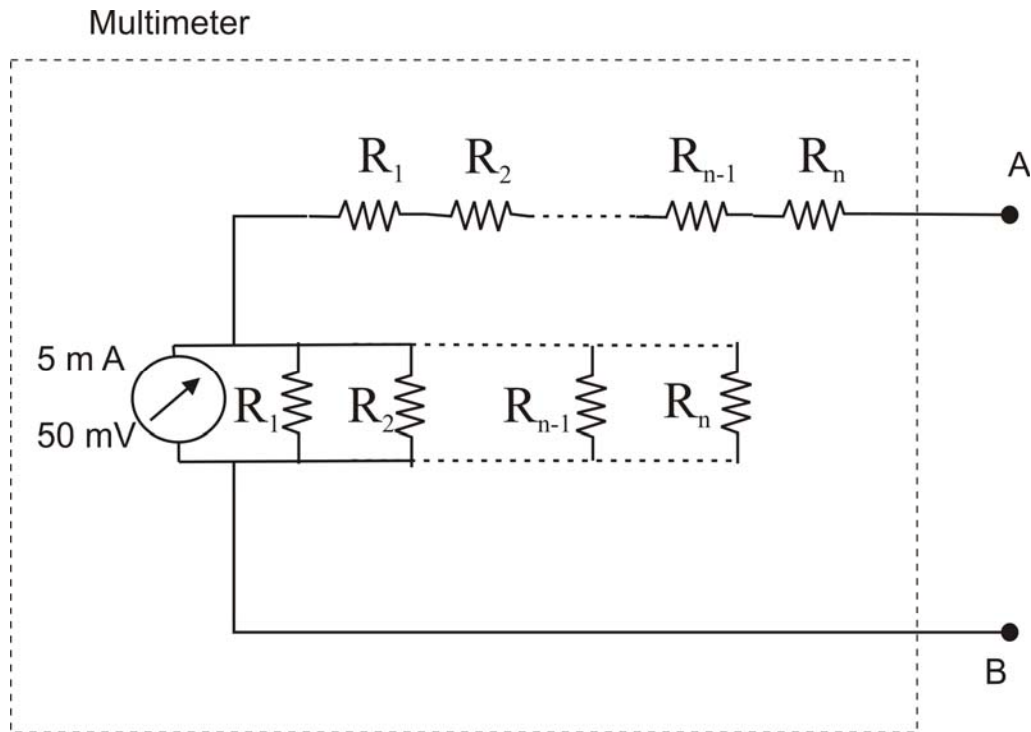 Multimeter
R₁ R₂ Rₙ₋₁ Rₙ
A
5 m A
R₁ R₂ Rₙ₋₁ Rₙ
50 mV
B